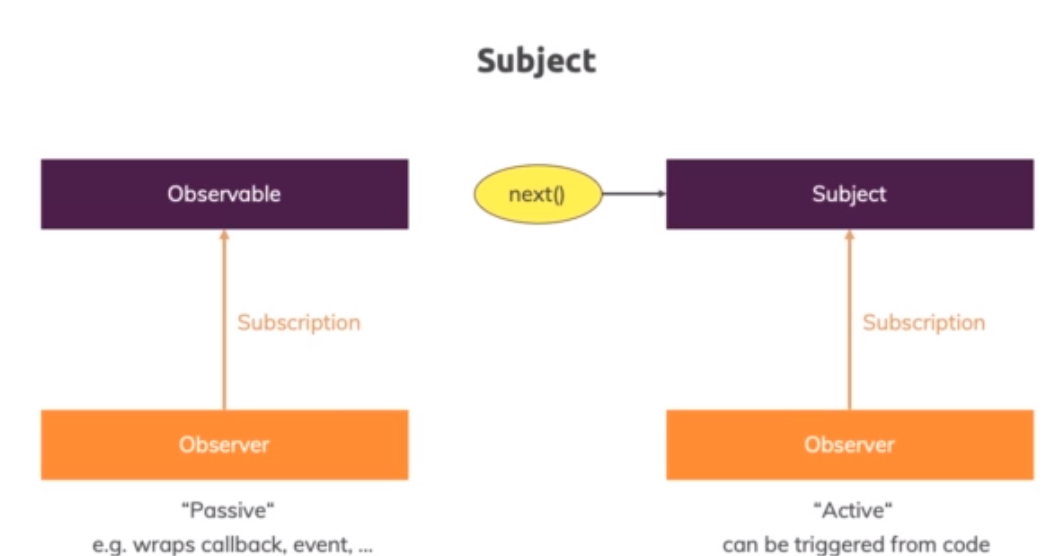 Subject
Observable
next()
Subject
Subscription
Subscription
Observer
Observer
“Passive“
“Active“
e.g. wraps callback, event, ...
can be triggered from code